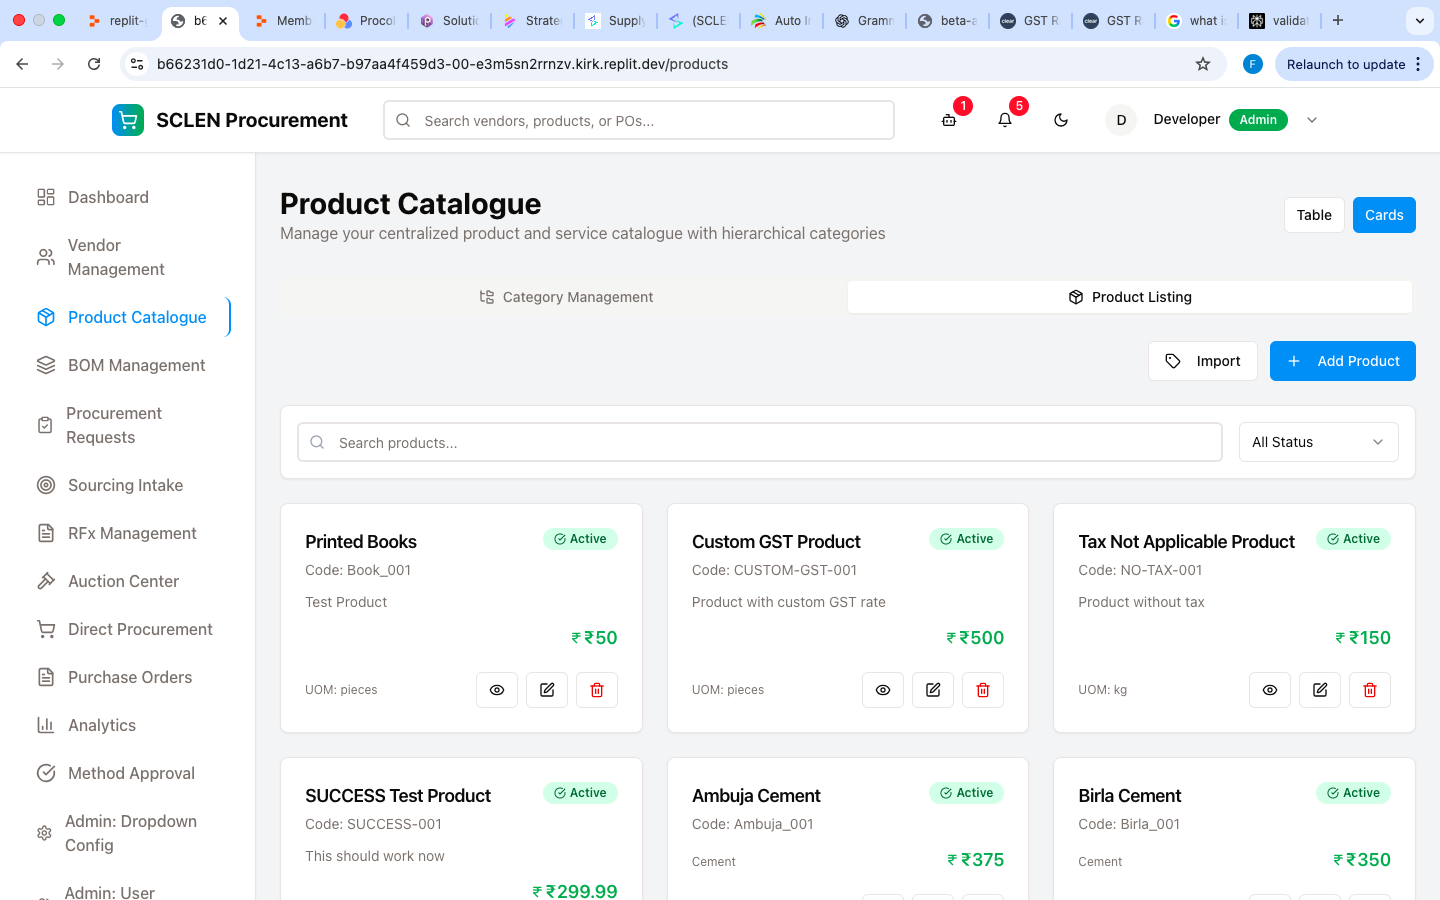 replit-
b6
Memb
Procol
Solutio
Strate
Supply
(SCLE
Auto I
Gramm
beta-a
GST R
GST R
what i
validat
b66231d0-1d21-4c13-a6b7-b97aa4f459d3-00-e3m5sn2rrnzv.kirk.replit.dev/products
F
Relaunch to update
SCLEN Procurement
Search vendors, products, or POs...
1
5
D
Developer
Admin
Dashboard
Vendor
Management
Product Catalogue
BOM Management
Procurement
Requests
Sourcing Intake
RFx Management
Auction Center
Direct Procurement
Purchase Orders
Analytics
Method Approval
Admin: Dropdown
Config
Admin: User
Product Catalogue
Manage your centralized product and service catalogue with hierarchical categories
Table
Cards
Category Management
Product Listing
Import
Add Product
Search products...
All Status
Printed Books
Active
Code: Book_001
Test Product
₹ ₹50
UOM: pieces
Custom GST Product
Active
Code: CUSTOM-GST-001
Product with custom GST rate
₹ ₹500
UOM: pieces
Tax Not Applicable Product
Active
Code: NO-TAX-001
Product without tax
₹ ₹150
UOM: kg
SUCCESS Test Product
Active
Code: SUCCESS-001
This should work now
₹ ₹299.99
Ambuja Cement
Active
Code: Ambuja_001
Cement
₹ ₹375
Birla Cement
Active
Code: Birla_001
Cement
₹ ₹350